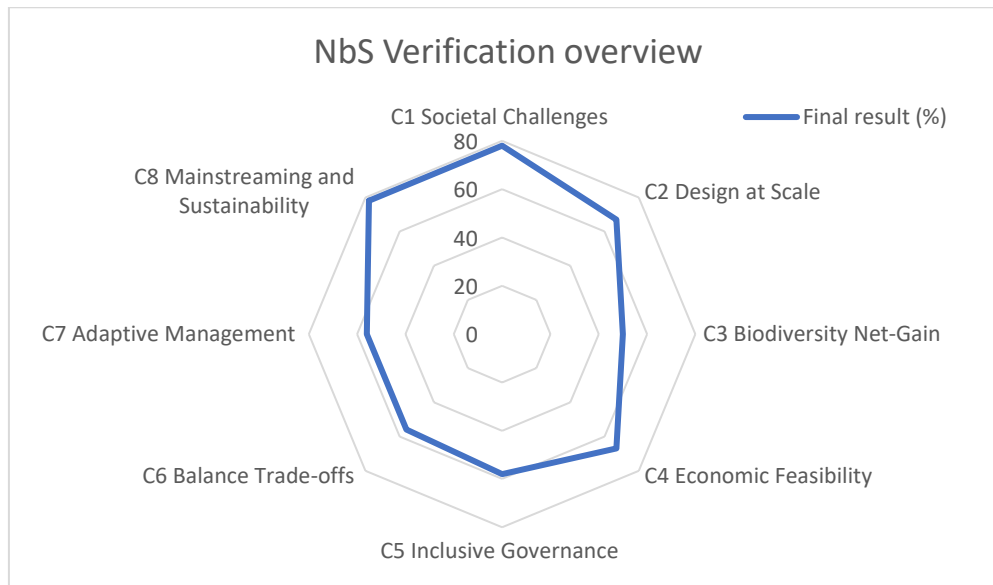 NbS Verification overview
C1 Societal Challenges
Final result (%)
80
C8 Mainstreaming and
Sustainability
C2 Design at Scale
60
40
20
0
C7 Adaptive Management
C3 Biodiversity Net-Gain
C6 Balance Trade-offs
C4 Economic Feasibility
C5 Inclusive Governance